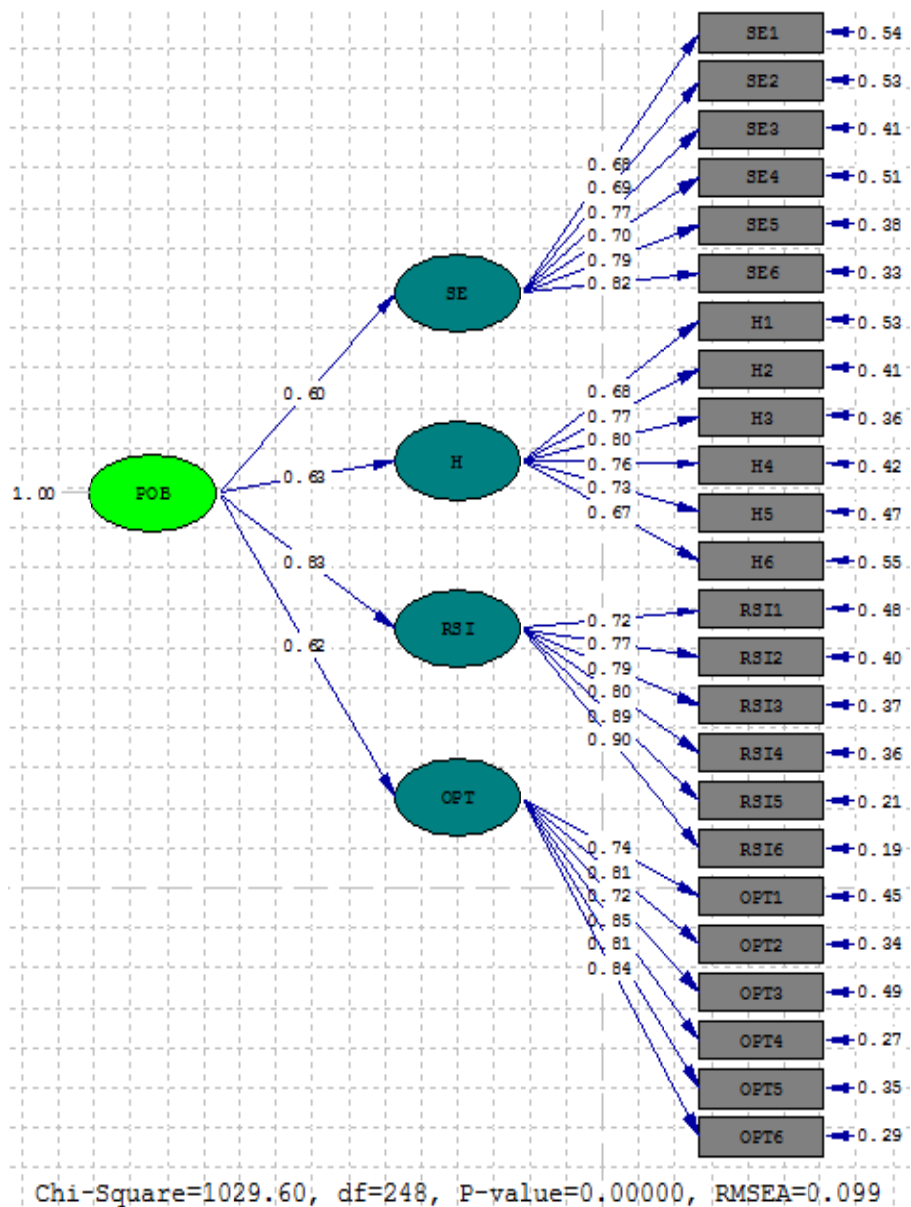 SE1
0.54
SE2
0.53
SE3
0.41
SE4
0.51
SE5
0.38
SE6
0.33
H1
0.53
H2
0.41
H3
0.36
H4
0.42
H5
0.47
H6
0.55
RSI1
0.48
RSI2
0.40
RSI3
0.37
RSI4
0.36
RSI5
0.21
RSI6
0.19
OPT1
0.45
OPT2
0.34
OPT3
0.49
OPT4
0.27
OPT5
0.35
OPT6
0.29
0.68
0.69
0.77
0.70
0.79
0.82
0.68
0.77
0.80
0.76
0.73
0.67
0.72
0.77
0.79
0.80
0.89
0.90
0.74
0.81
0.72
0.85
0.81
0.84
SE
H
RSI
OPT
0.60
0.63
0.83
0.62
1.00
POB
Chi-Square=1029.60, df=248, P-value=0.00000, RMSEA=0.099